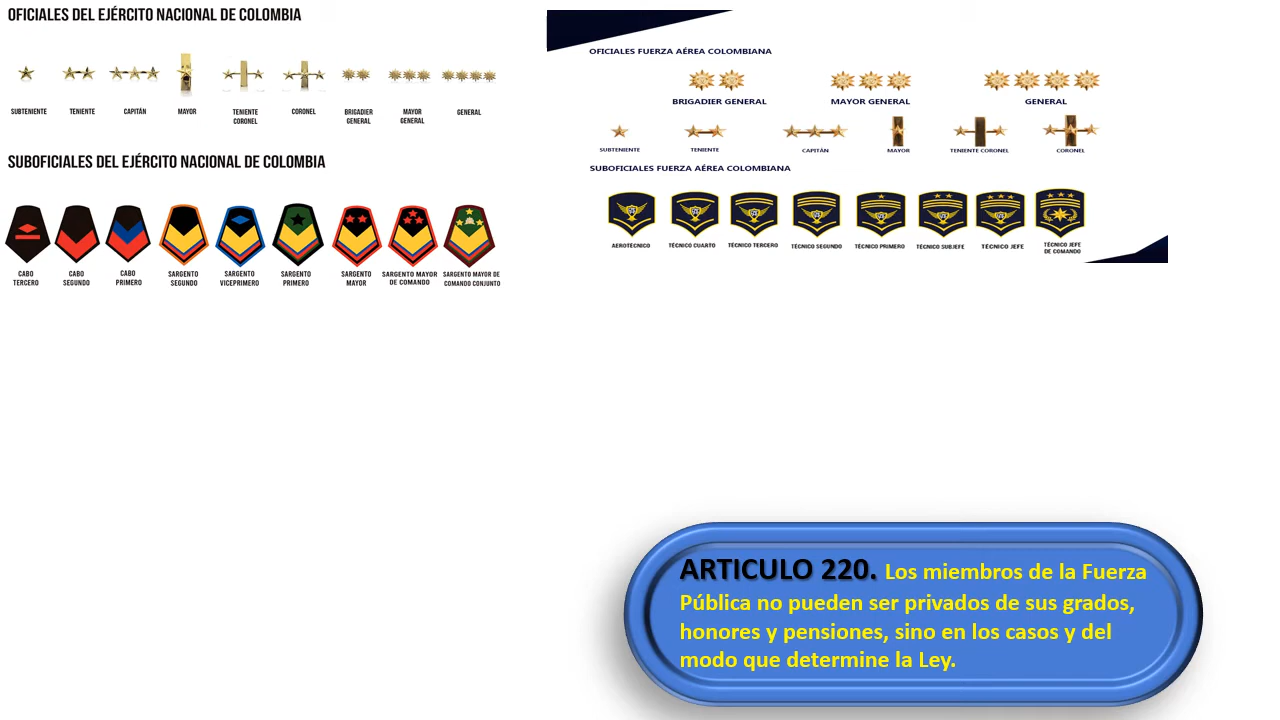 OFICIALES DEL EJÉRCITO NACIONAL DE COLOMBIA
SUBTENIENTE TENIENTE CAPITÁN MAYOR TENIENTE CORONEL CORONEL BRIGADIER GENERAL MAYOR GENERAL GENERAL
SUBOFICIALES DEL EJÉRCITO NACIONAL DE COLOMBIA
CABO TERCERO CABO SEGUNDO CABO PRIMERO SARGENTO SEGUNDO SARGENTO VICEPRIMERO SARGENTO PRIMERO SARGENTO MAYOR SARGENTO MAYOR DE COMANDO SARGENTO MAYOR DE COMANDO CONJUNTO
OFICIALES FUERZA AÉREA COLOMBIANA
BRIGADIER GENERAL MAYOR GENERAL GENERAL
SUBTENIENTE TENIENTE CAPITÁN MAYOR TENIENTE CORONEL CORONEL
SUBOFICIALES FUERZA AÉREA COLOMBIANA
AEROTÉCNICO TÉCNICO CUARTO TÉCNICO TERCERO TÉCNICO SEGUNDO TÉCNICO PRIMERO TÉCNICO SUBJEFE TÉCNICO JEFE TÉCNICO JEFE DE COMANDO
ARTICULO 220. Los miembros de la Fuerza
Pública no pueden ser privados de sus grados,
honores y pensiones, sino en los casos y del
modo que determine la Ley.